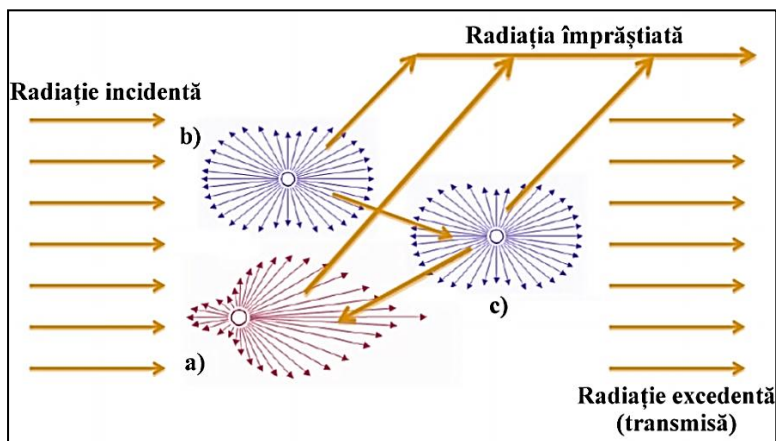 Radiația împrăștiată
Radiație incidentă
b)
c)
a)
Radiație excedentă
(transmisă)